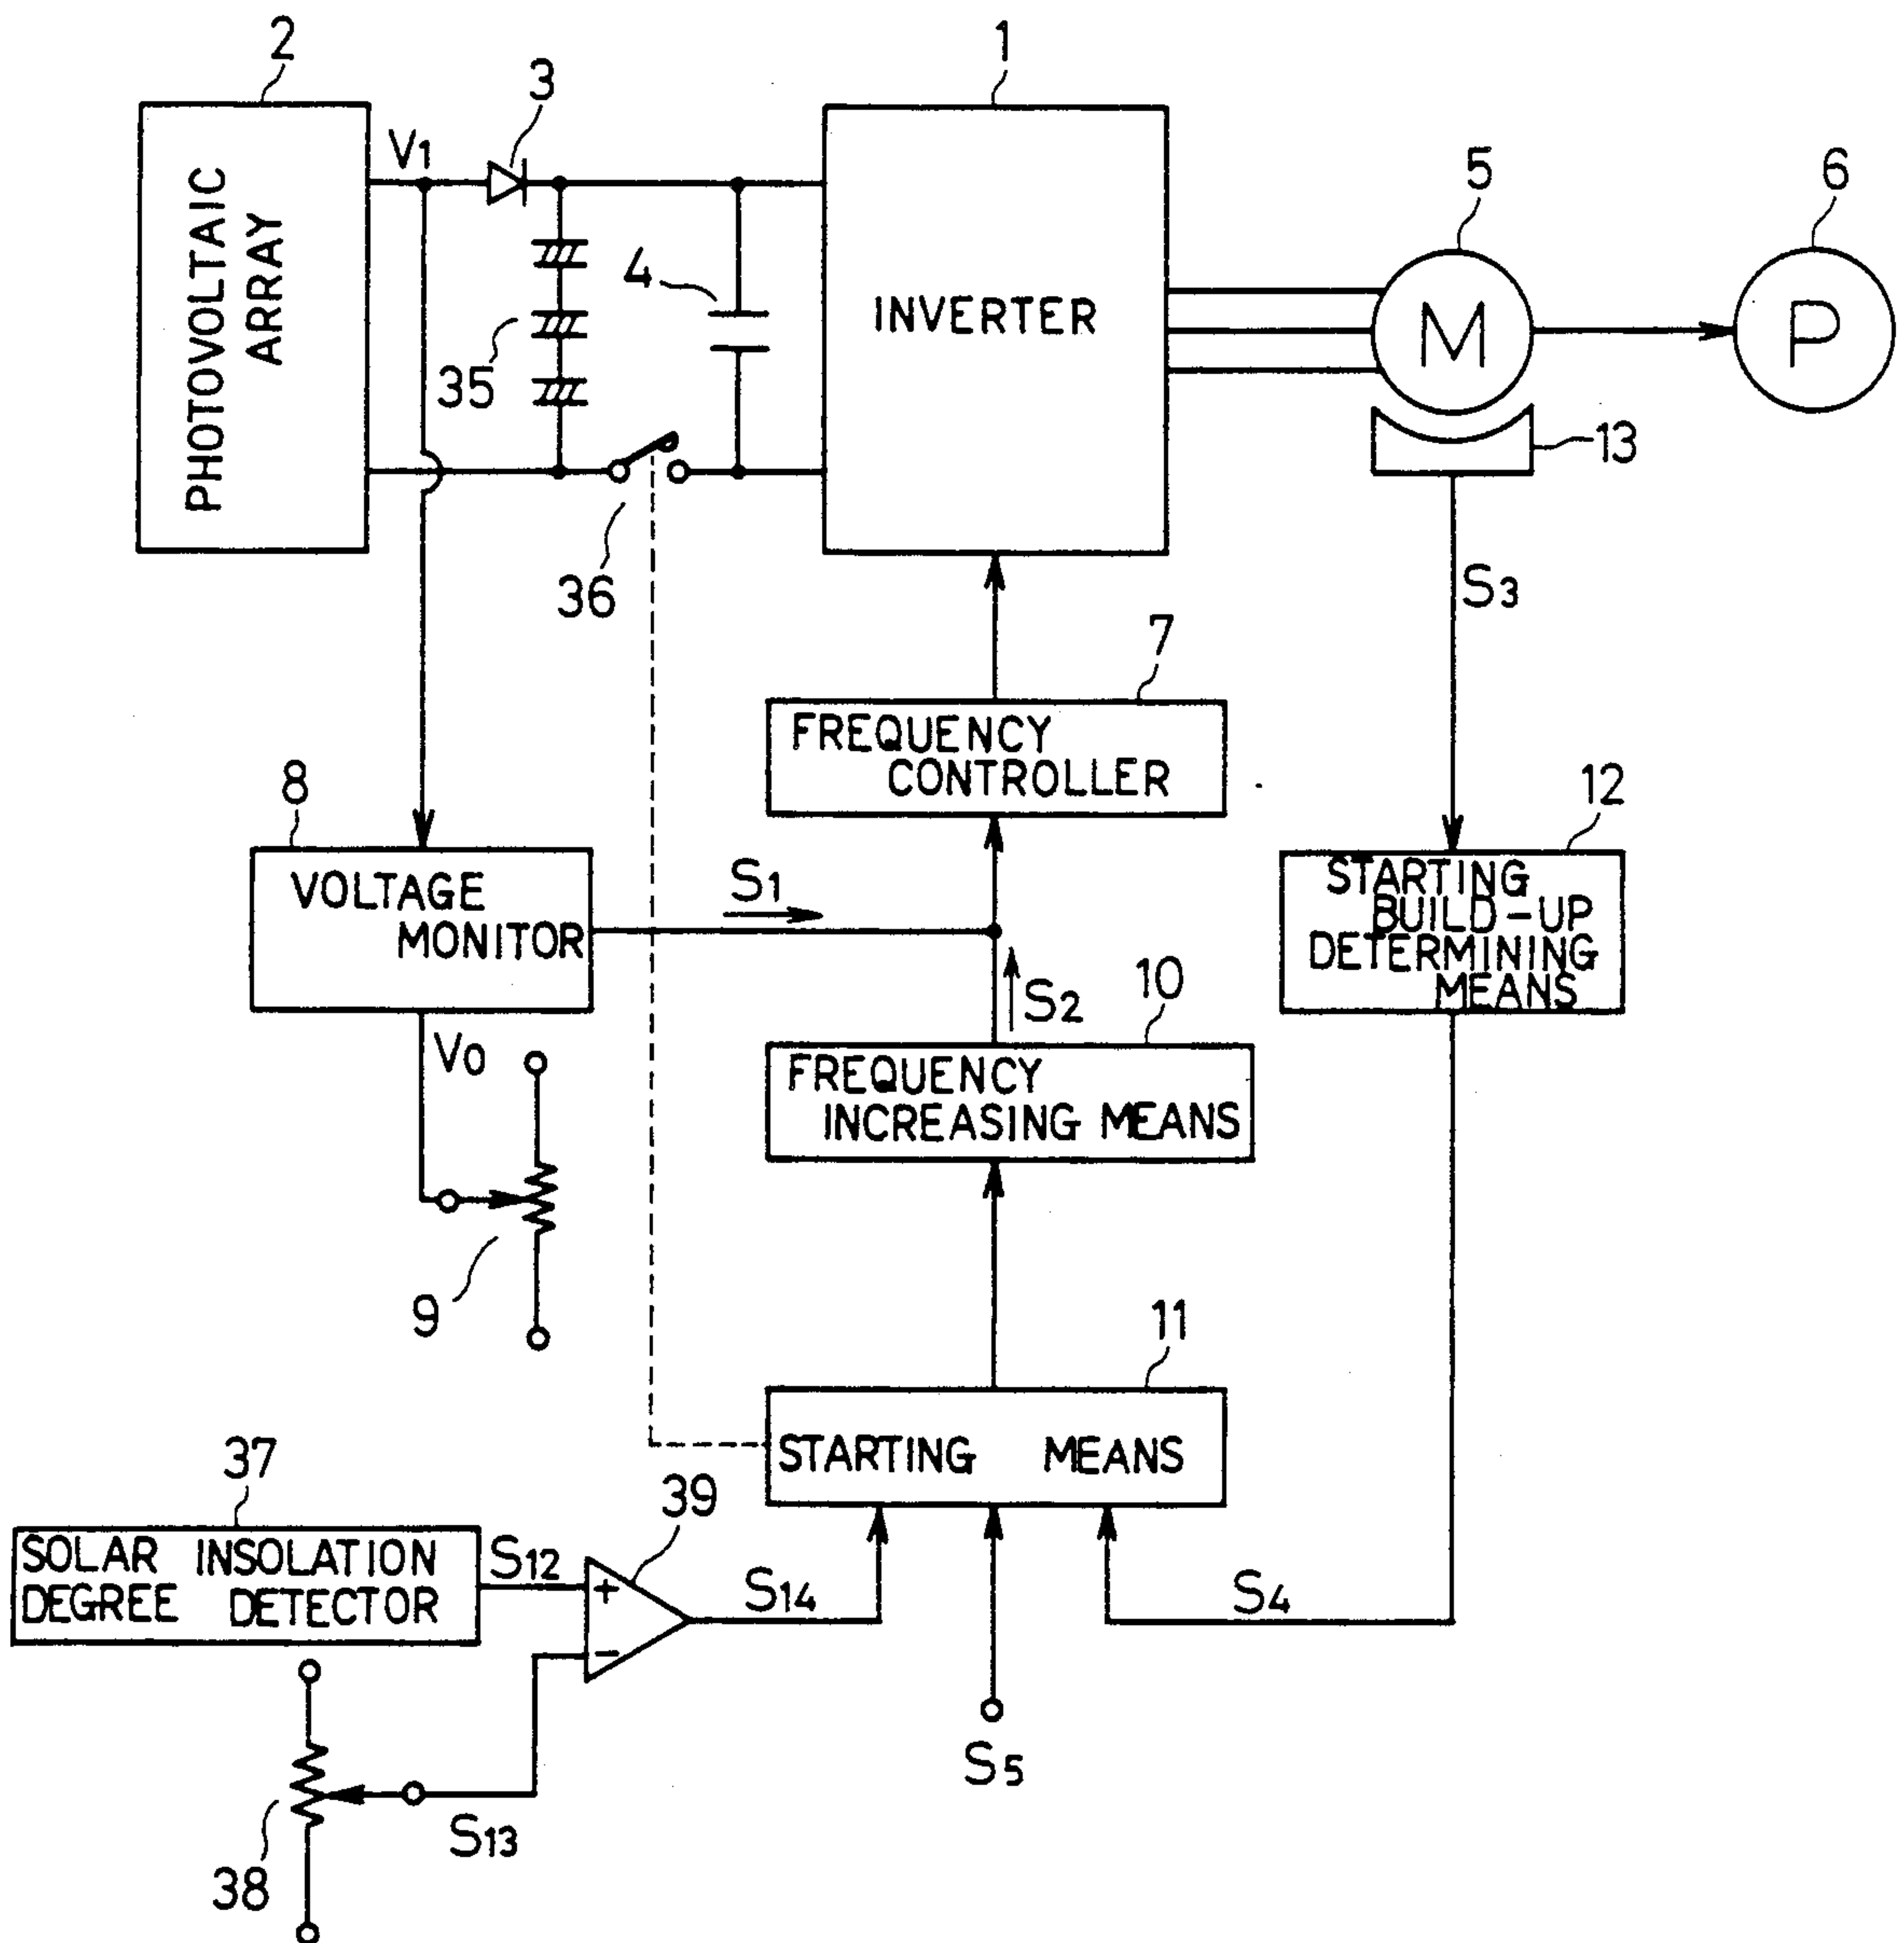 2
1
3
V1
5
6
PHOTOVOLTAIC
ARRAY
4
INVERTER
M
P
35
13
36
S3
7
FREQUENCY
CONTROLLER
8
12
VOLTAGE
MONITOR
S1
STARTING
BUILD-UP
DETERMINING
MEANS
S2
10
V0
FREQUENCY
INCREASING MEANS
9
11
STARTING MEANS
37
39
SOLAR INSOLATION
DEGREE DETECTOR
S12
+
-
S14
S4
S5
S13
38